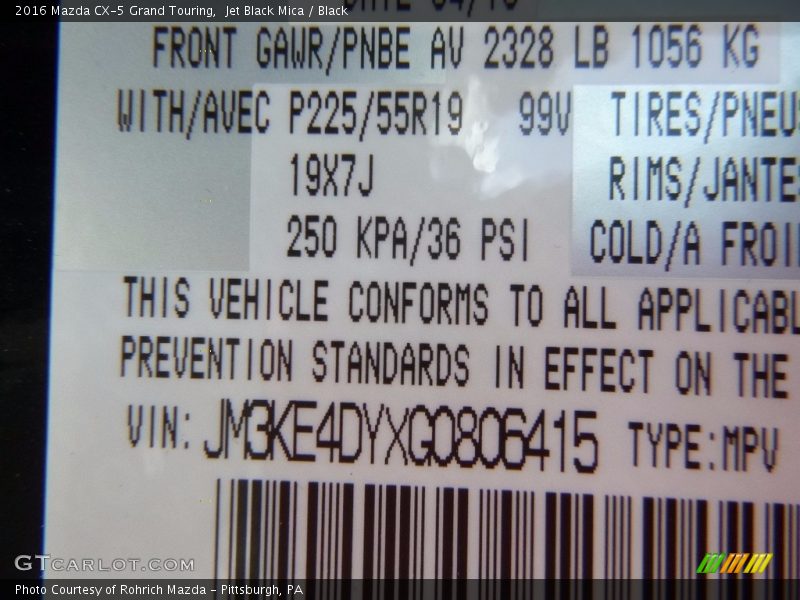 2016 Mazda CX-5 Grand Touring, Jet Black Mica / Black
FRONT GAWR/PNBE AV 2328 LB 1056 KG
WITH/AVEC P225/55R19 99V TIRES/PNEU
19X7J RIMS/JANTES
250 KPA/36 PSI COLD/A FROI
THIS VEHICLE CONFORMS TO ALL APPLICABL
PREVENTION STANDARDS IN EFFECT ON THE
VIN: JM3KE4DYXG0806415 TYPE:MPV
GTCARLOT.COM
Photo Courtesy of Rohrich Mazda - Pittsburgh, PA